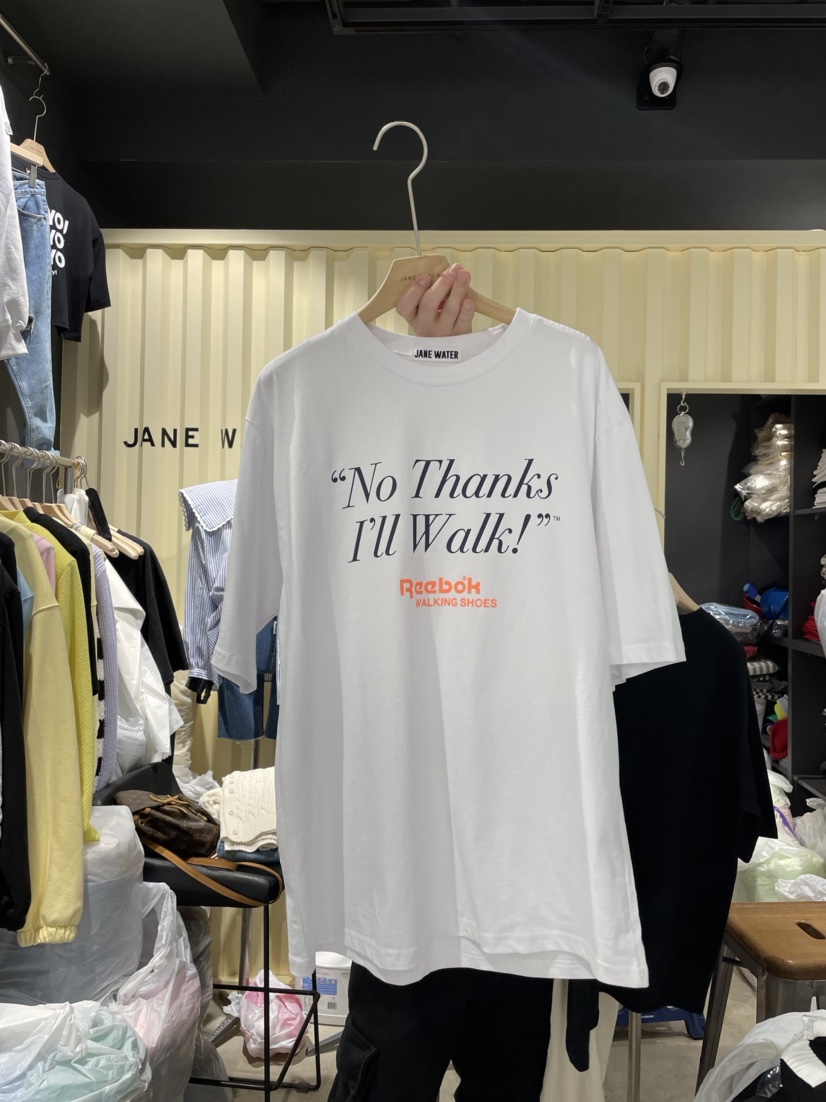 JANE WATER
“No Thanks
I'll Walk!”™
Reebok
WALKING SHOES
JANE W